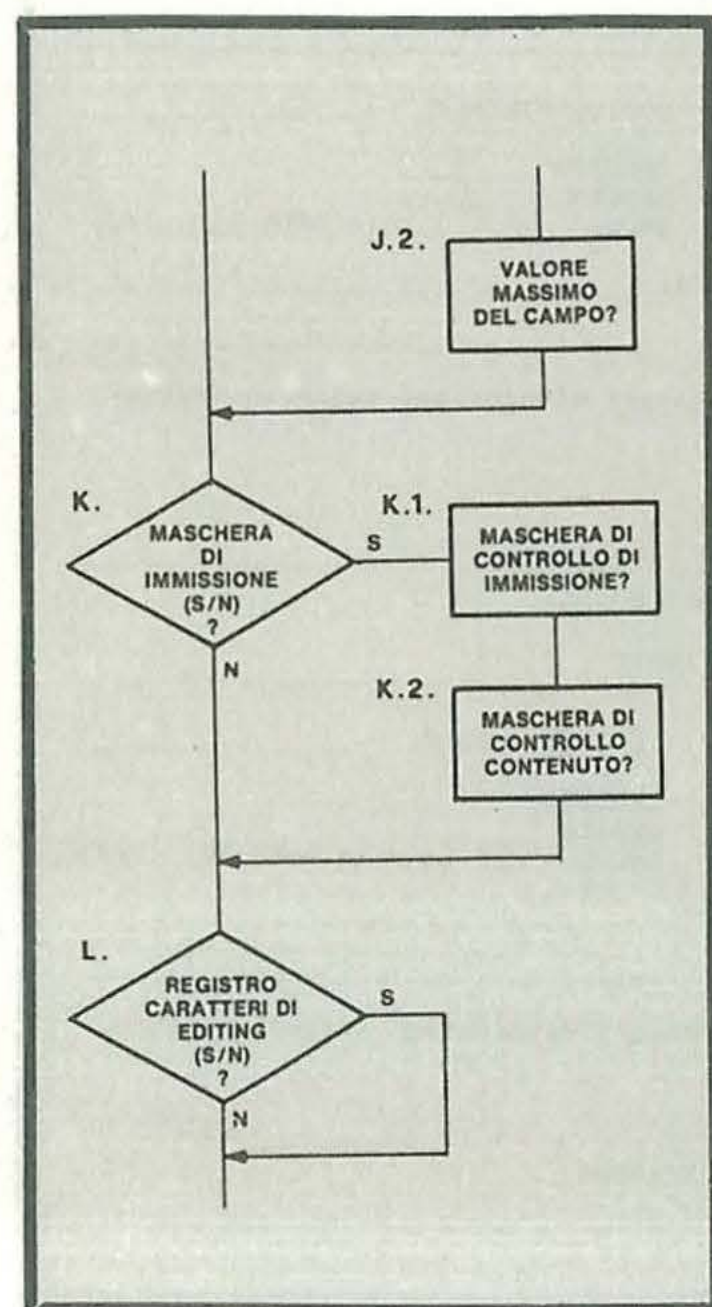 J.2.
VALORE
MASSIMO
DEL CAMPO?
K.
MASCHERA
DI
IMMISSIONE
(S/N)
?
S
N
K.1.
MASCHERA DI
CONTROLLO DI
IMMISSIONE?
K.2.
MASCHERA DI
CONTROLLO
CONTENUTO?
L.
REGISTRO
CARATTERI DI
EDITING
(S/N)
?
S
N